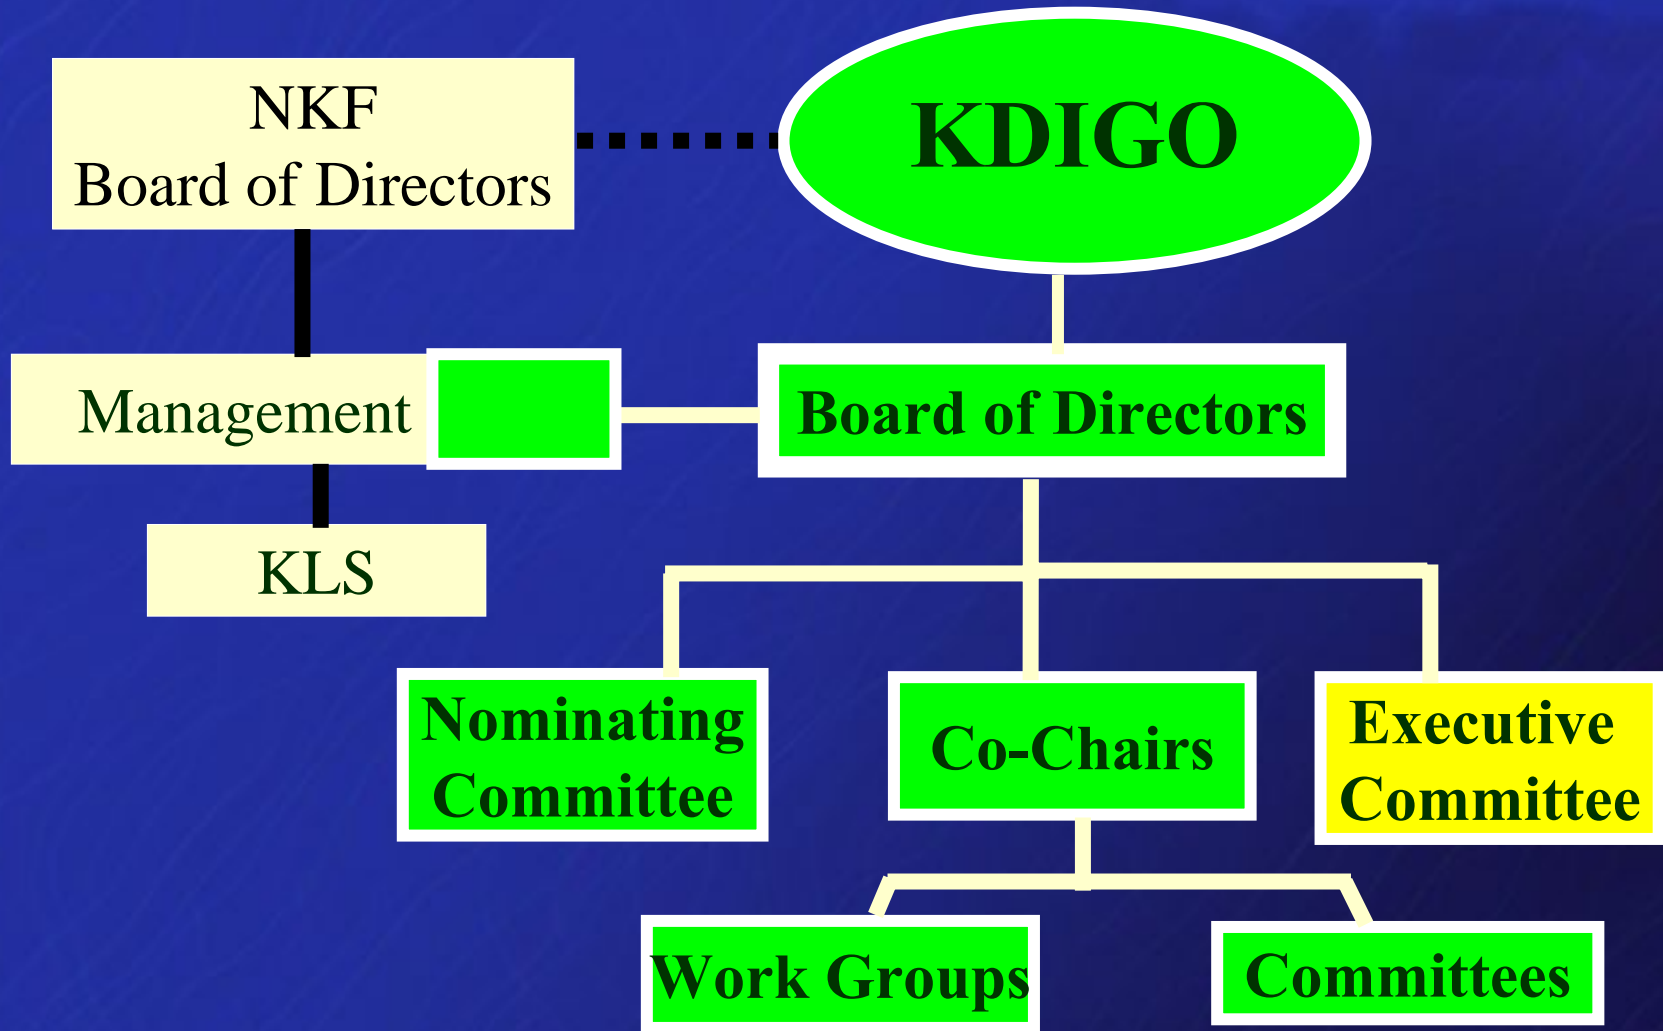 NKF
Board of Directors
KDIGO
Management
Board of Directors
KLS
Nominating
Committee
Co-Chairs
Executive
Committee
Work Groups
Committees